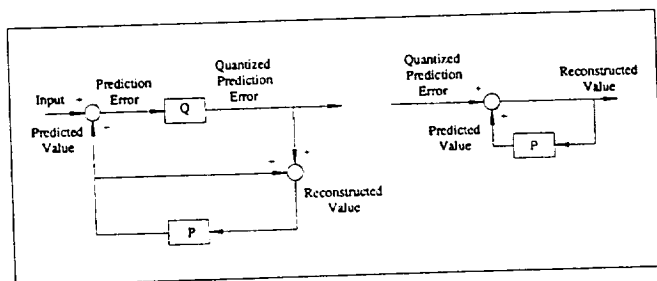 Input
Predicted
Value
Prediction
Error
Q
Quantized
Prediction
Error
Reconstructed
Value
P
Quantized
Prediction
Error
Reconstructed
Value
Predicted
Value
P